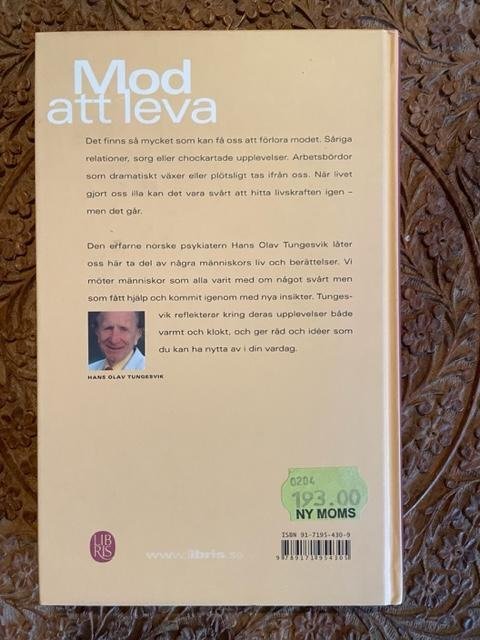 Mod
att leva
Det finns så mycket som kan få oss att förlora modet. Såriga
relationer, sorg eller chockartade upplevelser. Arbetsbördor
som dramatiskt växer eller plötsligt tas ifrån oss. När livet
gjort oss illa kan det vara svårt att hitta livskraften igen –
men det går.
Den erfarne norske psykiatern Hans Olav Tungesvik låter
oss här ta del av några människors liv och berättelser. Vi
möter människor som alla varit med om något svårt men
som fått hjälp och kommit igenom med nya insikter. Tunges-
vik reflekterar kring deras upplevelser både
varmt och klokt, och ger råd och idéer som
du kan ha nytta av i din vardag.
HANS OLAV TUNGESVIK
0204
193.00
NY MOMS
ISBN 91-7195-430-9
LIB
RIS
www.libris.se
9789171954305